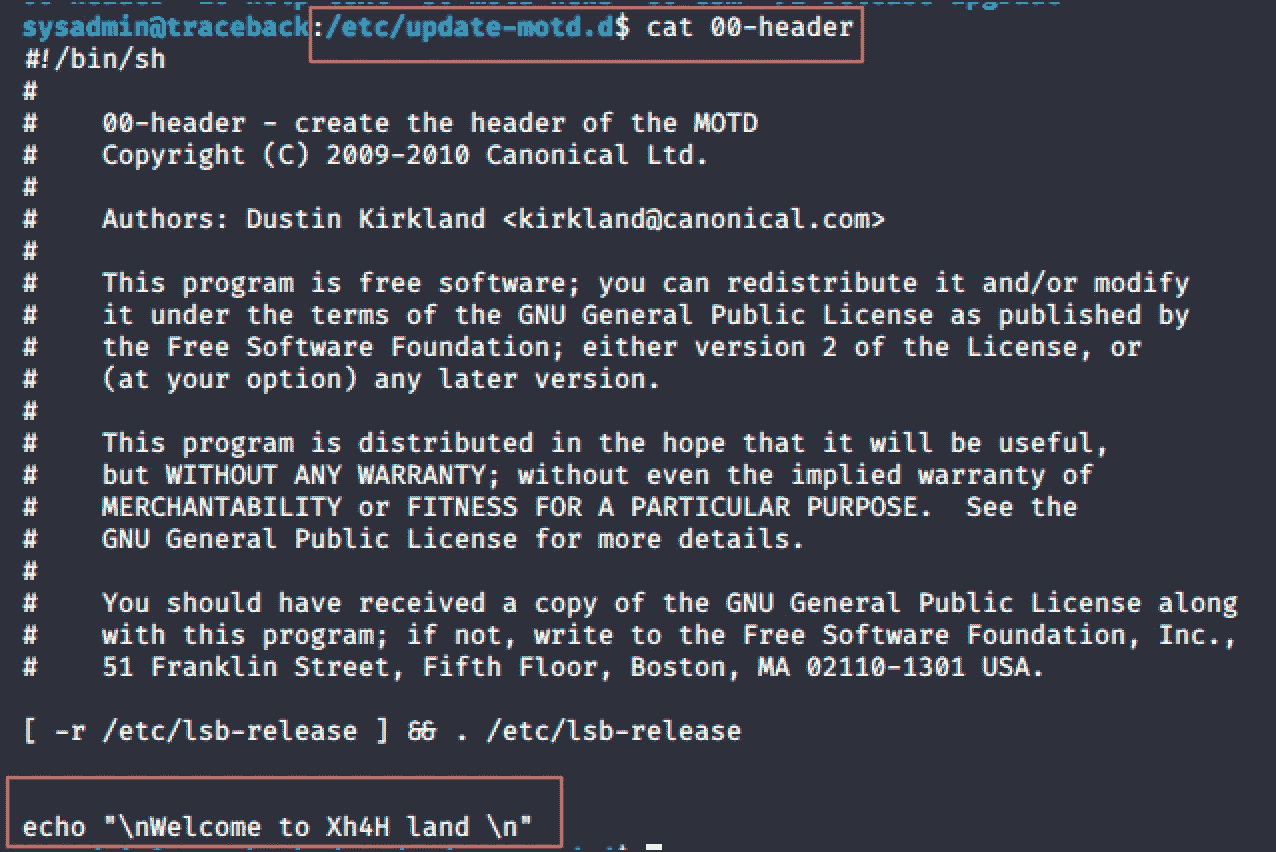 sysadmin@traceback:/etc/update-motd.d$ cat 00-header
#!/bin/sh
#
#    00-header - create the header of the MOTD
#    Copyright (C) 2009-2010 Canonical Ltd.
#
#    Authors: Dustin Kirkland <kirkland@canonical.com>
#
#    This program is free software; you can redistribute it and/or modify
#    it under the terms of the GNU General Public License as published by
#    the Free Software Foundation; either version 2 of the License, or
#    (at your option) any later version.
#
#    This program is distributed in the hope that it will be useful,
#    but WITHOUT ANY WARRANTY; without even the implied warranty of
#    MERCHANTABILITY or FITNESS FOR A PARTICULAR PURPOSE.  See the
#    GNU General Public License for more details.
#
#    You should have received a copy of the GNU General Public License along
#    with this program; if not, write to the Free Software Foundation, Inc.,
#    51 Franklin Street, Fifth Floor, Boston, MA 02110-1301 USA.
[ -r /etc/lsb-release ] && . /etc/lsb-release
echo "\nWelcome to Xh4H land \n"